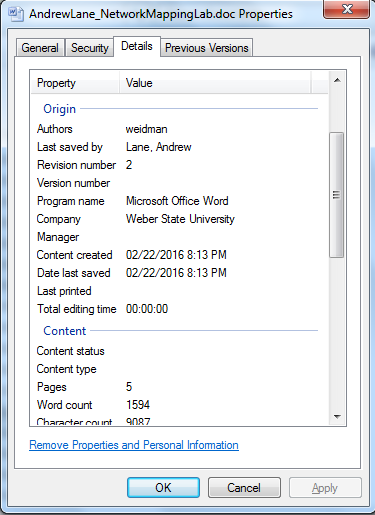 AndrewLane_NetworkMappingLab.doc Properties
General Security Details Previous Versions
Property Value
Origin
Authors weidman
Last saved by Lane, Andrew
Revision number 2
Version number
Program name Microsoft Office Word
Company Weber State University
Manager
Content created 02/22/2016 8:13 PM
Date last saved 02/22/2016 8:13 PM
Last printed
Total editing time 00:00:00
Content
Content status
Content type
Pages 5
Word count 1594
Character count 9087
Remove Properties and Personal Information
OK Cancel Apply